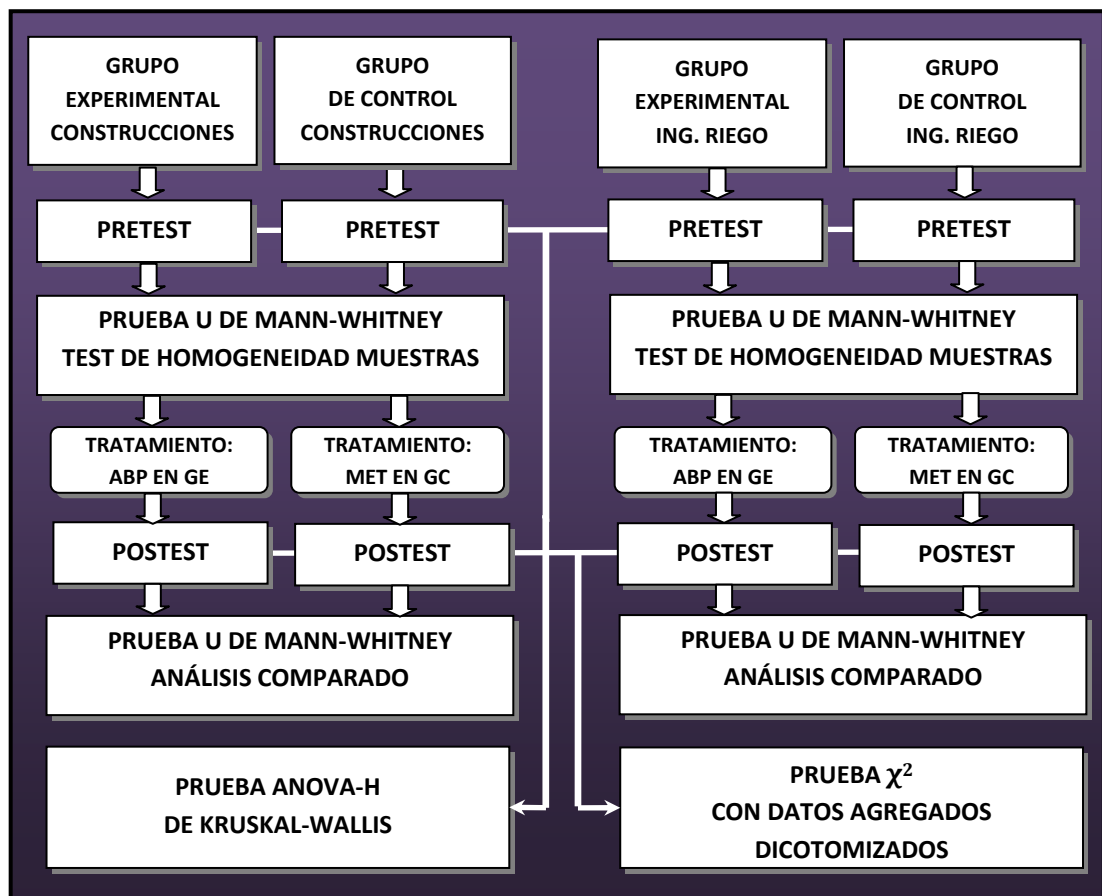 GRUPO
EXPERIMENTAL
CONSTRUCCIONES
GRUPO
DE CONTROL
CONSTRUCCIONES
GRUPO
EXPERIMENTAL
ING. RIEGO
GRUPO
DE CONTROL
ING. RIEGO
PRETEST
PRETEST
PRETEST
PRETEST
PRUEBA U DE MANN-WHITNEY
TEST DE HOMOGENEIDAD MUESTRAS
PRUEBA U DE MANN-WHITNEY
TEST DE HOMOGENEIDAD MUESTRAS
TRATAMIENTO:
ABP EN GE
TRATAMIENTO:
MET EN GC
TRATAMIENTO:
ABP EN GE
TRATAMIENTO:
MET EN GC
POSTEST
POSTEST
POSTEST
POSTEST
PRUEBA U DE MANN-WHITNEY
ANÁLISIS COMPARADO
PRUEBA U DE MANN-WHITNEY
ANÁLISIS COMPARADO
PRUEBA ANOVA-H
DE KRUSKAL-WALLIS
PRUEBA χ²
CON DATOS AGREGADOS
DICOTOMIZADOS